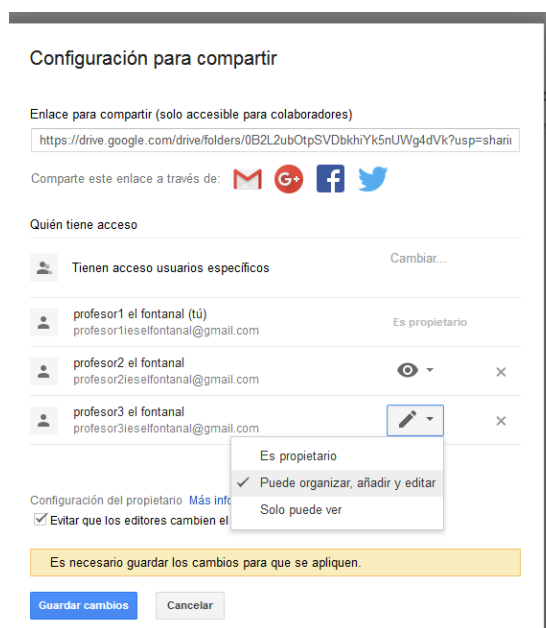 Configuración para compartir
Enlace para compartir (solo accesible para colaboradores)
https://drive.google.com/drive/folders/0B2L2ubOtpSVDbkhiYk5nUWg4dVk?usp=sharii
Comparte este enlace a través de:
G+
Quién tiene acceso
Tienen acceso usuarios específicos
Cambiar...
profesor1 el fontanal (tú)
profesor1ieselfontanal@gmail.com
Es propietario
profesor2 el fontanal
profesor2ieselfontanal@gmail.com
profesor3 el fontanal
profesor3ieselfontanal@gmail.com
Es propietario
Puede organizar, añadir y editar
Solo puede ver
Configuración del propietario Más info
Evitar que los editores cambien el
Es necesario guardar los cambios para que se apliquen.
Guardar cambios
Cancelar